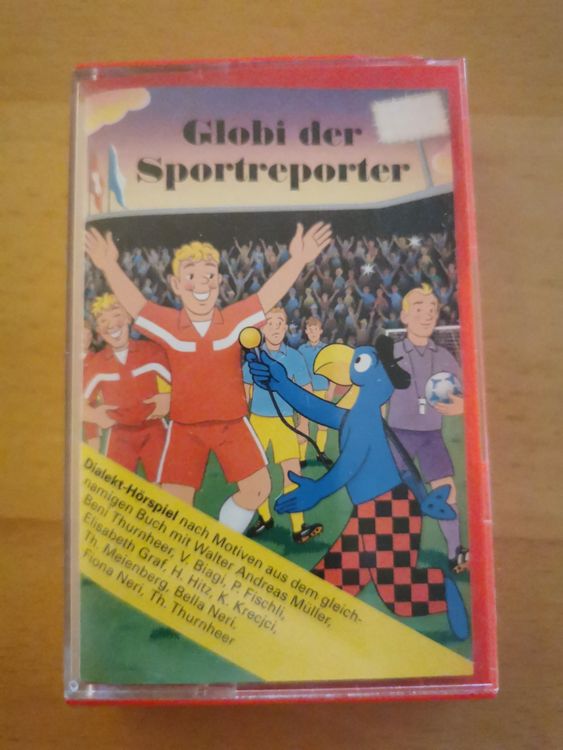 Globi der
Sportreporter
Dialekt-Hörspiel nach Motiven aus dem gleich-
namigen Buch mit Walter Andreas Müller,
Beni Thurnheer, V. Biagi, P. Fischli,
Elisabeth Graf, H. Hitz, K. Krecjci,
Th. Meienberg, Bella Neri,
Fiona Neri, Th. Thurnheer